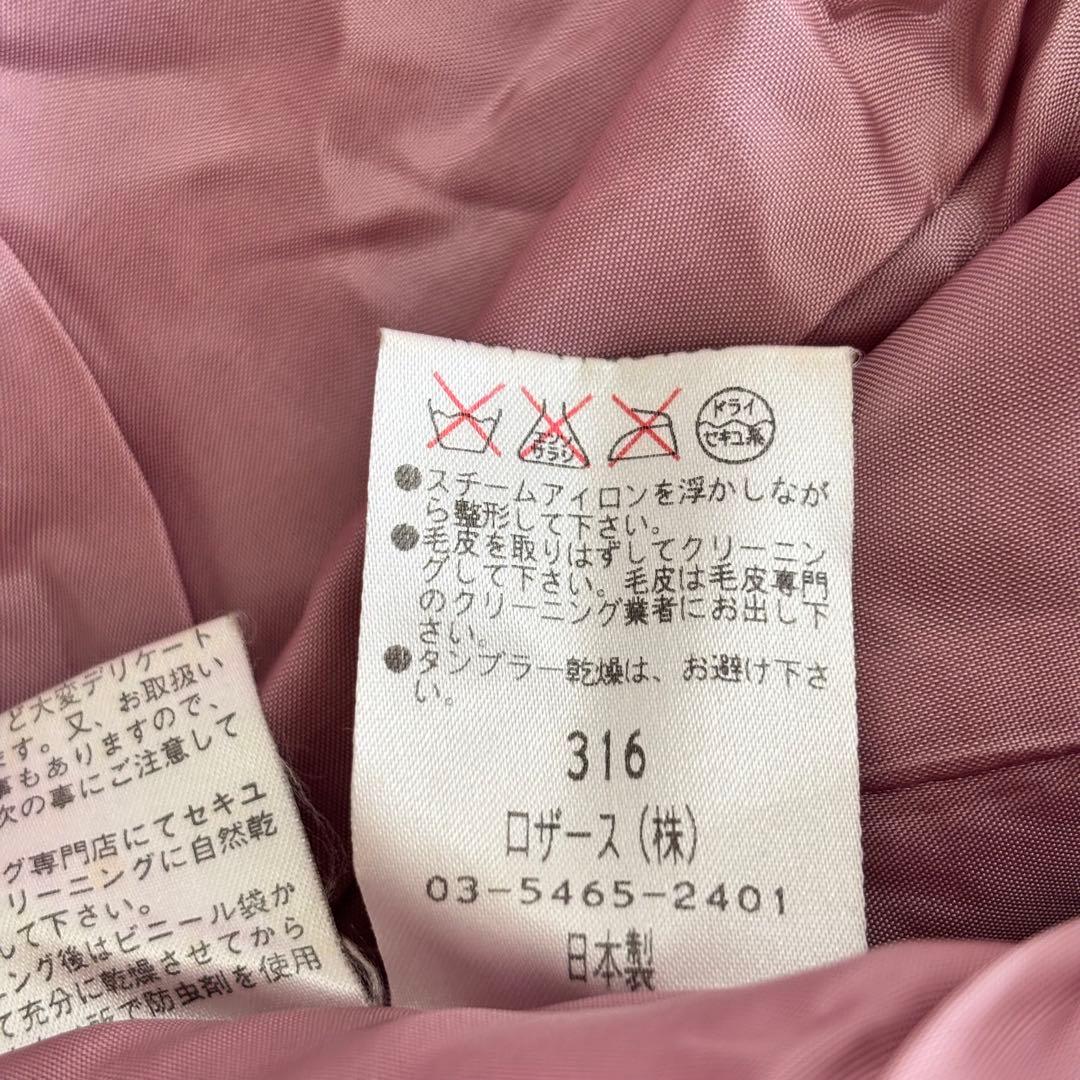 エンソ
サラシ
ドライ
セキユ系
●スチームアイロンを浮かしなが
ら整形して下さい。
●毛皮を取りはずしてクリーニン
グして下さい。毛皮は毛皮専門
のクリーニング業者にお出し下
さい。
●タンブラー乾燥は、お避け下さ
い。
316
ロザース(株)
03-5465-2401
日本製
ど大変デリケート
ます。又、お取扱い
事もありますので、
次の事にご注意して
グ専門店にてセキユ
リーニングに自然乾
して下さい。
ニング後はビニール袋か
て充分に乾燥させてから
所で防虫剤を使用